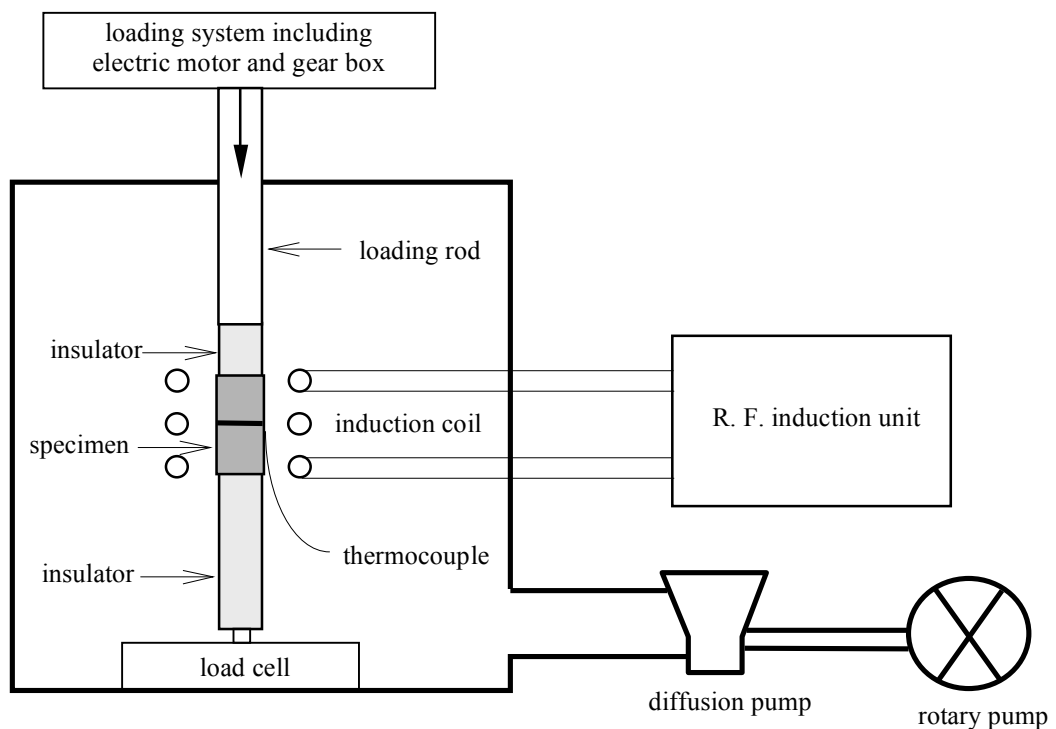 loading system including
electric motor and gear box
loading rod
insulator
induction coil
R. F. induction unit
specimen
thermocouple
insulator
load cell
diffusion pump
rotary pump